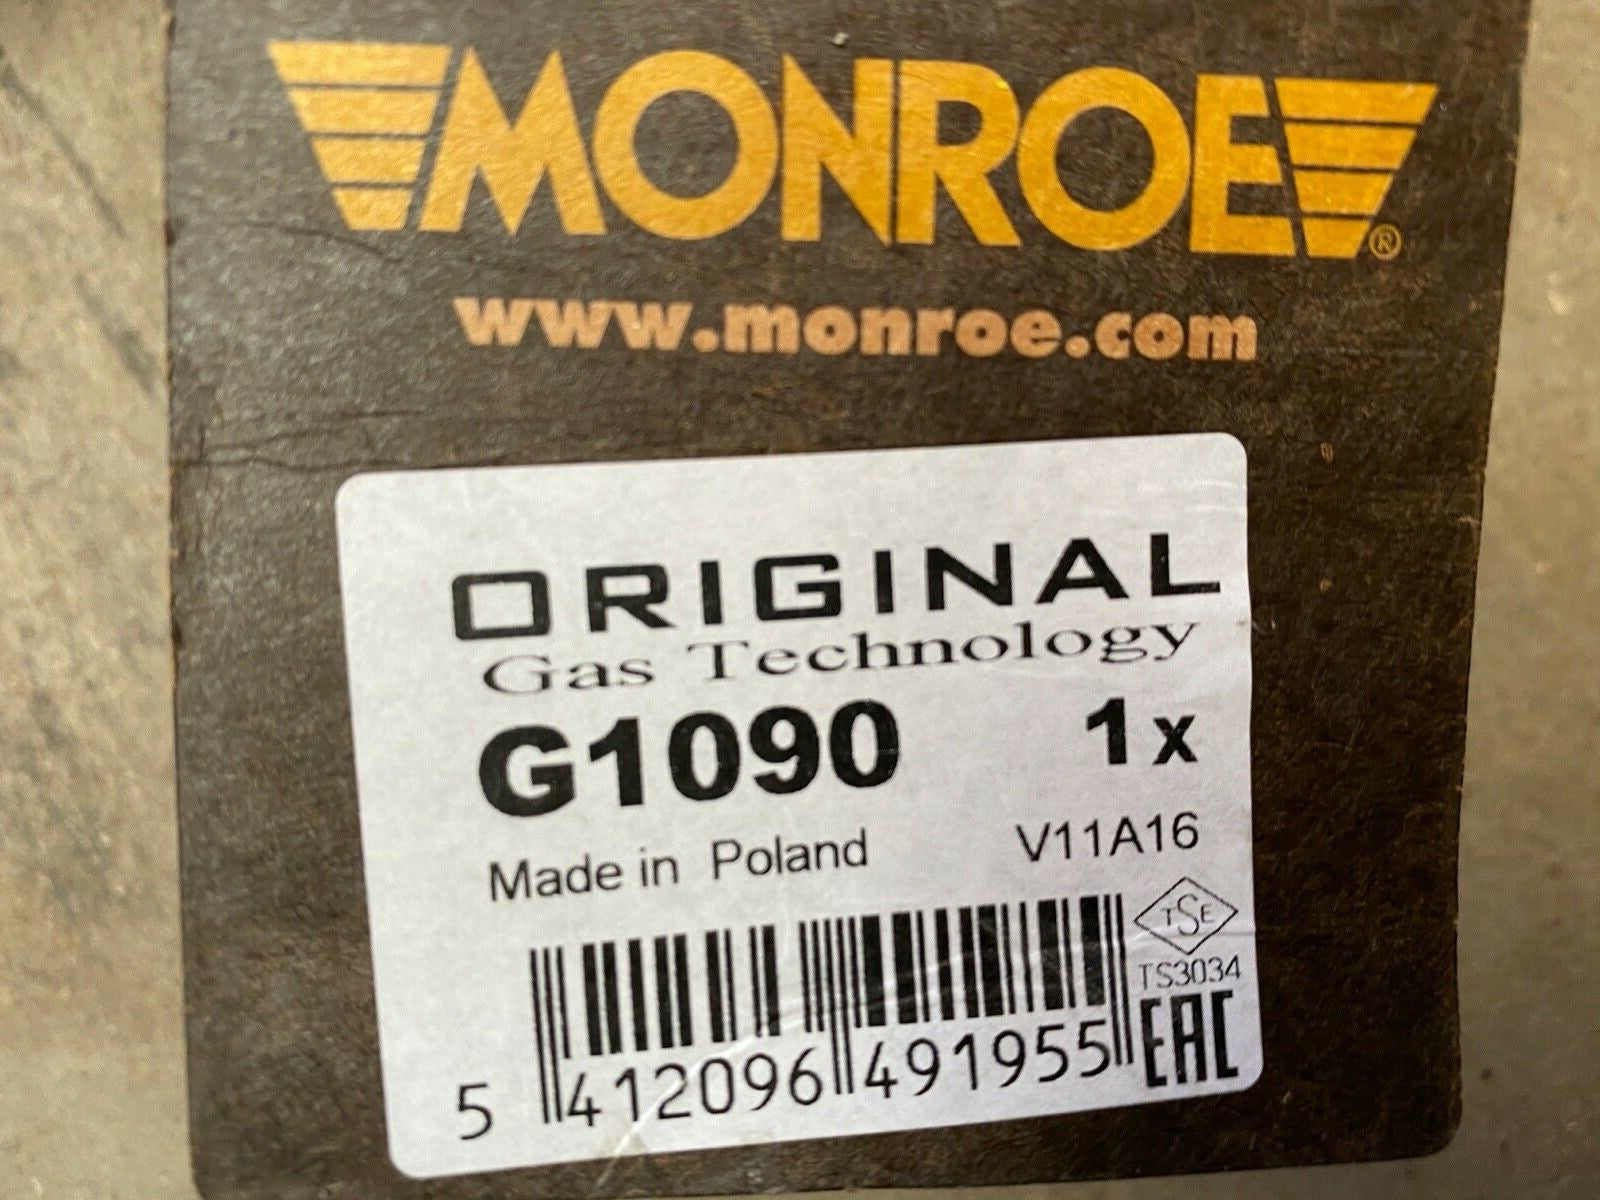 MONROE®
www.monroe.com
ORIGINAL
Gas Technology
G1090 1x
Made in Poland V11A16
TSE
TS3034
EAC
5 412096 491955